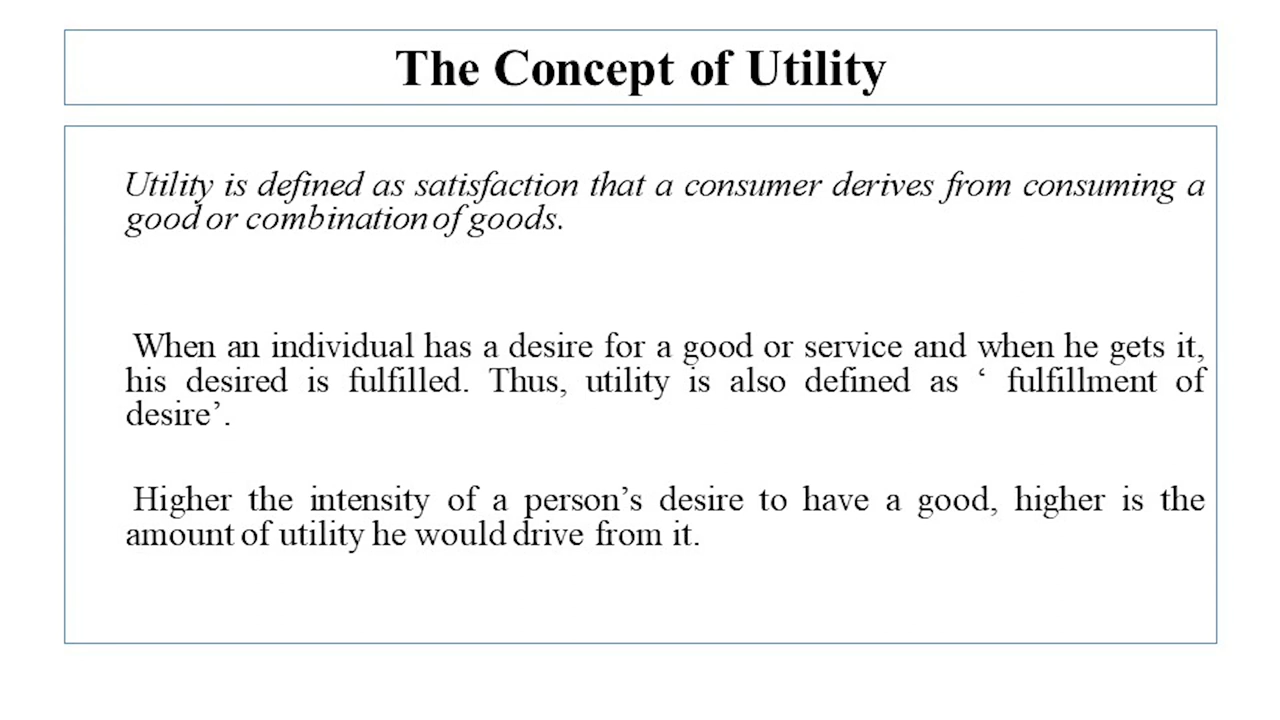 The Concept of Utility
Utility is defined as satisfaction that a consumer derives from consuming a
good or combination of goods.
When an individual has a desire for a good or service and when he gets it,
his desired is fulfilled. Thus, utility is also defined as ‘ fulfillment of
desire’.
Higher the intensity of a person’s desire to have a good, higher is the
amount of utility he would drive from it.